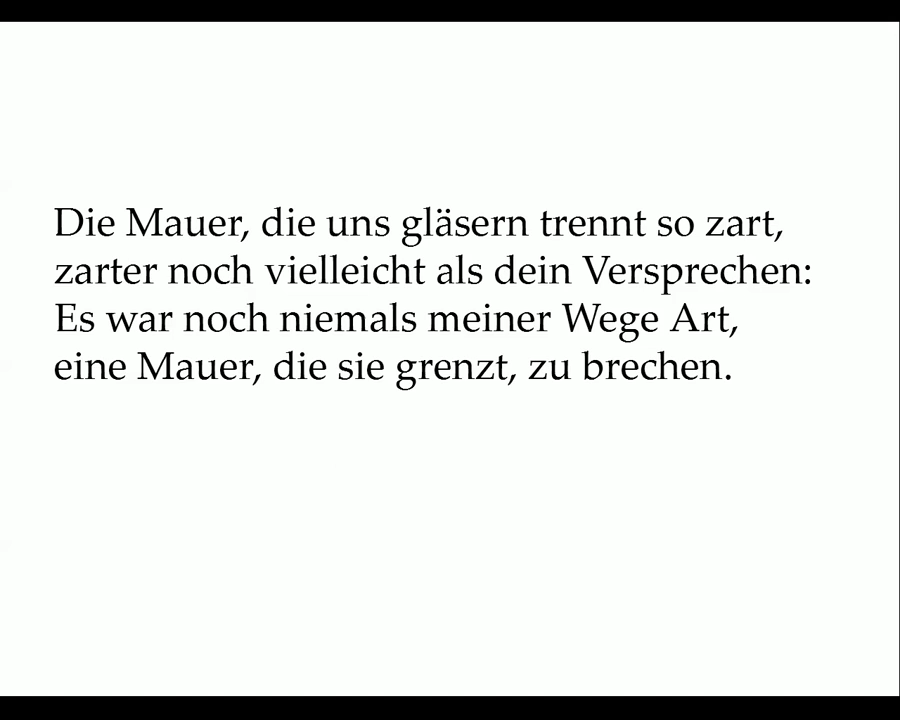 Die Mauer, die uns gläsern trennt so zart,
zarter noch vielleicht als dein Versprechen:
Es war noch niemals meiner Wege Art,
eine Mauer, die sie grenzt, zu brechen.